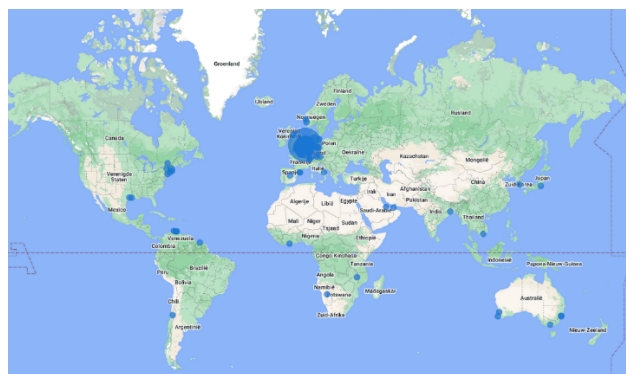 Groenland
IJsland
Finland
Zweden
Noorwegen
Rusland
Canada
Polen
Oekraïne
Kazachstan
Mongolië
Frankrijk
Spanje
Italië
Turkije
Verenigde
Staten
China
Zuid-Korea
Japan
Irak
Iran
Afghanistan
Pakistan
Algerije
Libië
Egypte
Saoedi-Arabië
Mexico
India
Thailand
Mali
Niger
Tsjaad
Sudan
Nigeria
Ethiopië
Venezuela
Colombia
Congo-Kinshasa
Tanzania
Indonesië
Papoea-Nieuw-Guinea
Peru
Brazilië
Bolivia
Angola
Namibië
Botswana
Madagaskar
Chili
Zuid-Afrika
Australië
Argentinië
Nieuw-Zeeland